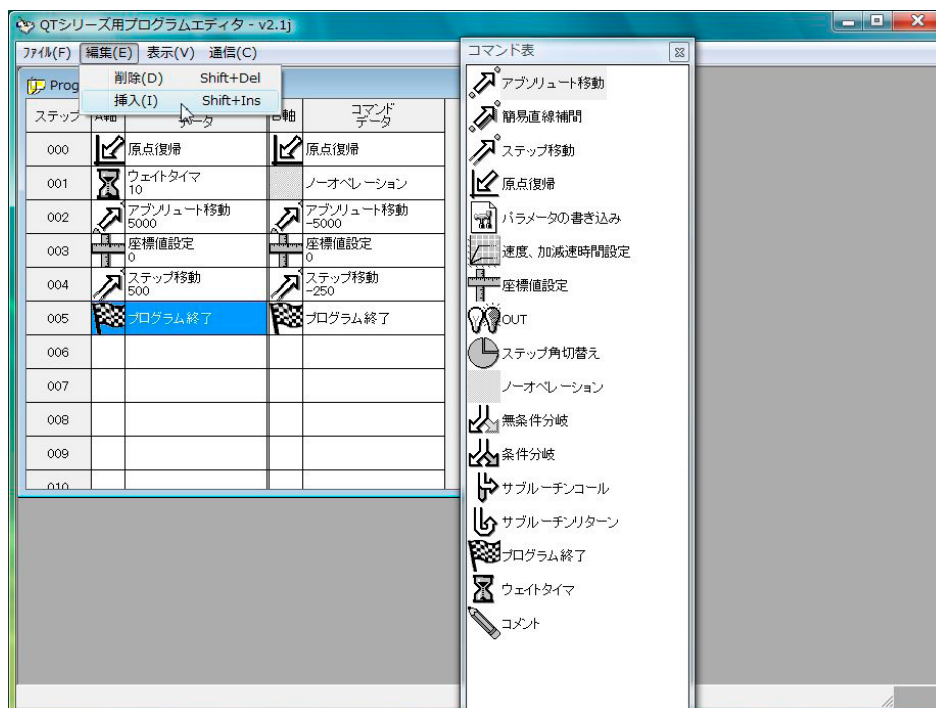 QTシリーズ用プログラムエディタ - v2.1j
ファイル(F) 編集(E) 表示(V) 通信(C)
削除(D) Shift+Del
挿入(I) Shift+Ins
Prog
ステップ A軸 データ B軸 コマンド
データ
000 原点復帰 原点復帰
001 ウェイトタイマ
10 ノーオペレーション
002 アブソリュート移動
5000 アブソリュート移動
-5000
003 座標値設定
0 座標値設定
0
004 ステップ移動
500 ステップ移動
-250
005 プログラム終了 プログラム終了
006
007
008
009
010
コマンド表
アブソリュート移動
簡易直線補間
ステップ移動
原点復帰
パラメータの書き込み
速度、加減速時間設定
座標値設定
OUT
ステップ角切替え
ノーオペレーション
無条件分岐
条件分岐
サブルーチンコール
サブルーチンリターン
プログラム終了
ウェイトタイマ
コメント